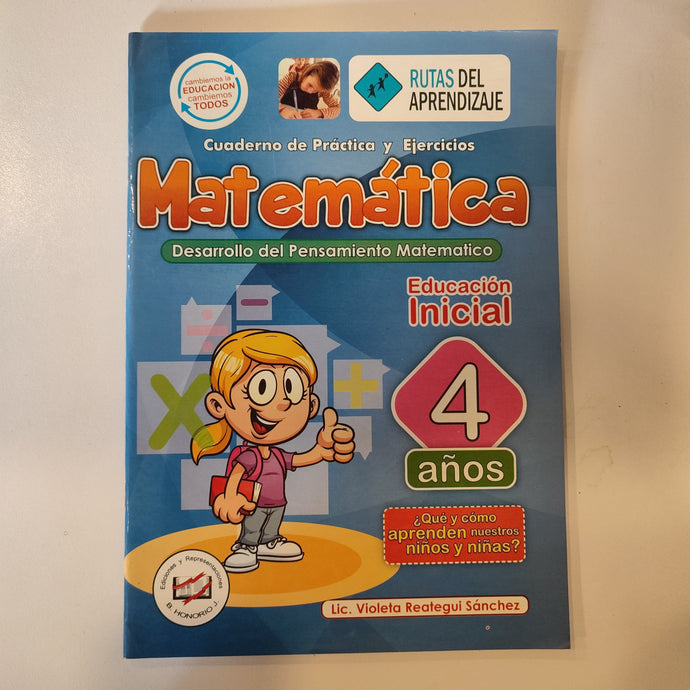 cambiemos la
EDUCACION
cambiemos
TODOS
RUTAS DEL
APRENDIZAJE
Cuaderno de Práctica y Ejercicios
Matemática
Desarrollo del Pensamiento Matematico
Educación
Inicial
4
años
¿Qué y cómo
aprenden nuestros
niños y niñas?
Ediciones y Representaciones
B. HONORIO J.
Lic. Violeta Reategui Sánchez